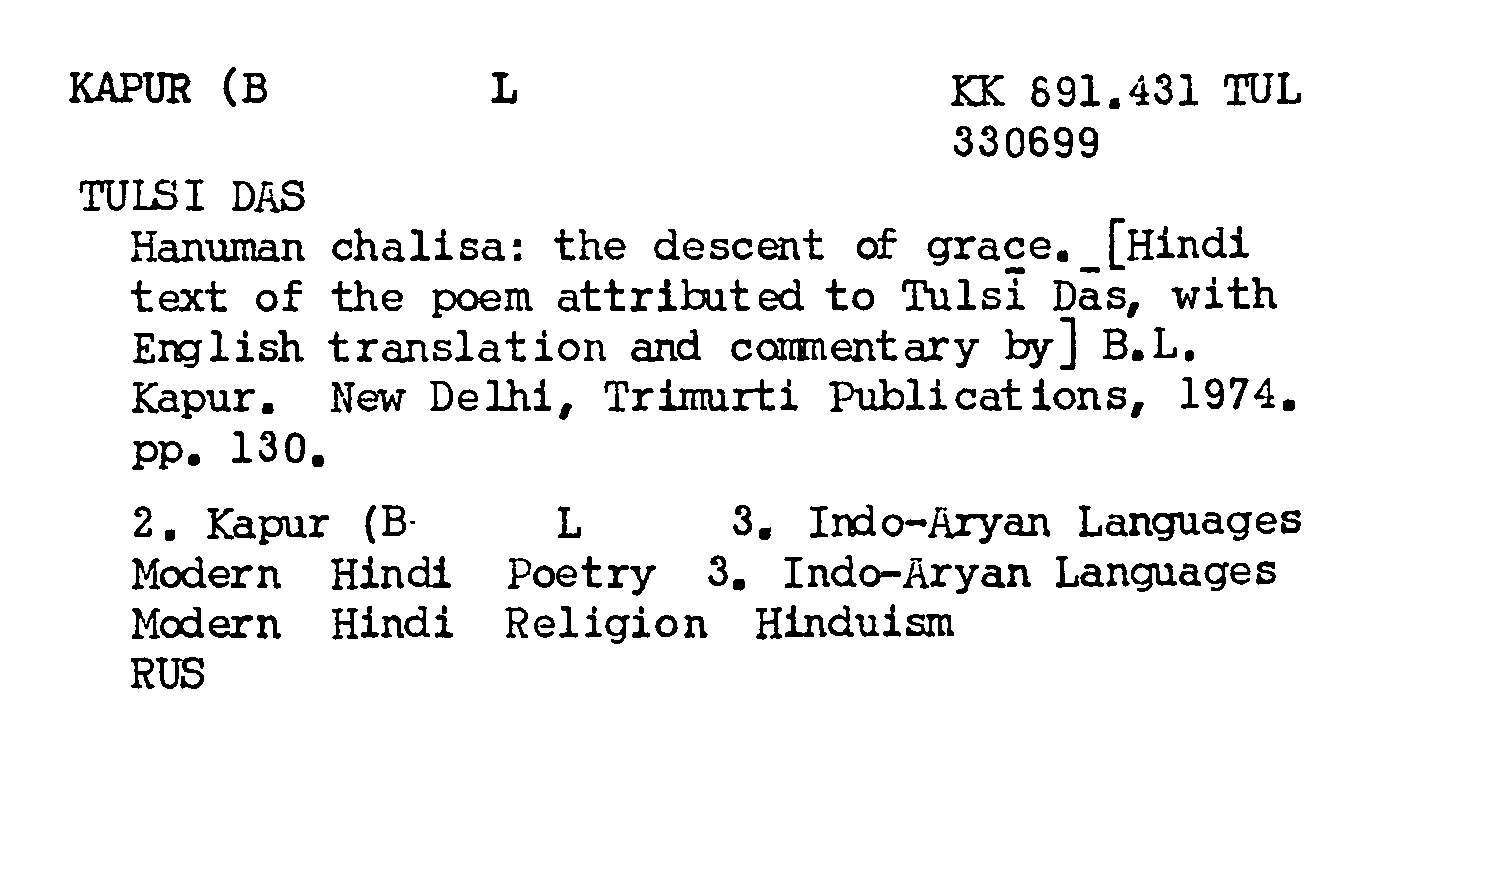 KAPUR (B L KK 891.431 TUL
330699
TULSI DAS
Hanuman chalisa: the descent of grace. [Hindi
text of the poem attributed to Tulsī Dās, with
English translation and commentary by] B.L.
Kapur. New Delhi, Trimurti Publications, 1974.
pp. 130.
2. Kapur (B L 3. Indo-Aryan Languages
Modern Hindi Poetry 3. Indo-Aryan Languages
Modern Hindi Religion Hinduism
RUS